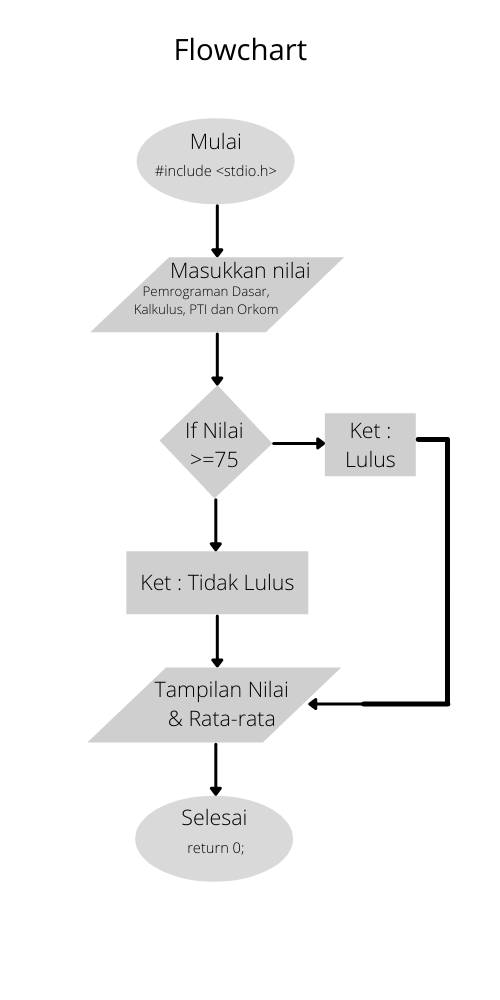 Flowchart
Mulai
#include <stdio.h>
Masukkan nilai
Pemrograman Dasar,
Kalkulus, PTI dan Orkom
If Nilai
>=75
Ket :
Lulus
Ket : Tidak Lulus
Tampilan Nilai
& Rata-rata
Selesai
return 0;